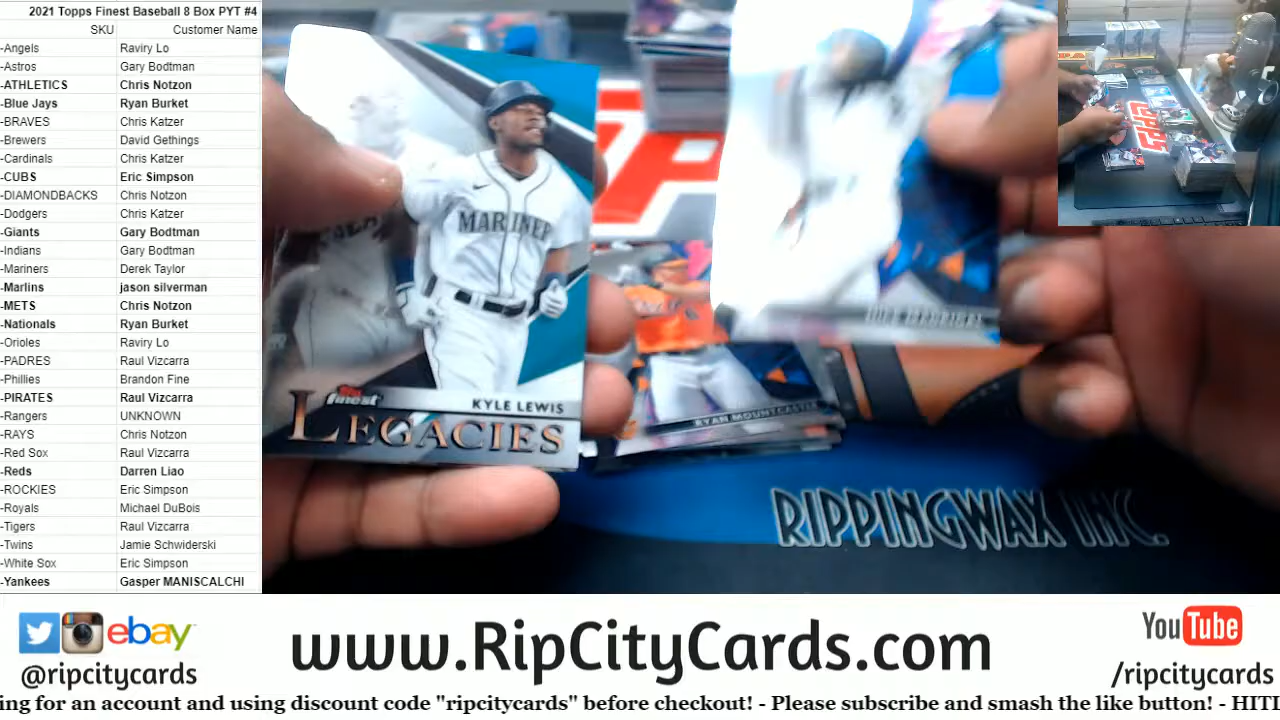 2021 Topps Finest Baseball 8 Box PYT #4
SKU Customer Name
-Angels Raviry Lo
-Astros Gary Bodtman
-ATHLETICS Chris Notzon
-Blue Jays Ryan Burket
-BRAVES Chris Katzer
-Brewers David Gethings
-Cardinals Chris Katzer
-CUBS Eric Simpson
-DIAMONDBACKS Chris Notzon
-Dodgers Chris Katzer
-Giants Gary Bodtman
-Indians Gary Bodtman
-Mariners Derek Taylor
-Marlins jason silverman
-METS Chris Notzon
-Nationals Ryan Burket
-Orioles Raviry Lo
-PADRES Raul Vizcarra
-Phillies Brandon Fine
-PIRATES Raul Vizcarra
-Rangers UNKNOWN
-RAYS Chris Notzon
-Red Sox Raul Vizcarra
-Reds Darren Liao
-ROCKIES Eric Simpson
-Royals Michael DuBois
-Tigers Raul Vizcarra
-Twins Jamie Schwiderski
-White Sox Eric Simpson
-Yankees Gasper MANISCALCHI
MARINER
finest
KYLE LEWIS
LEGACIES
RYAN MOUNTCASTLE
RIPPINGWAX INC.
ebay
@ripcitycards
www.RipCityCards.com
YouTube
/ripcitycards
ing for an account and using discount code "ripcitycards" before checkout! - Please subscribe and smash the like button! - HITI